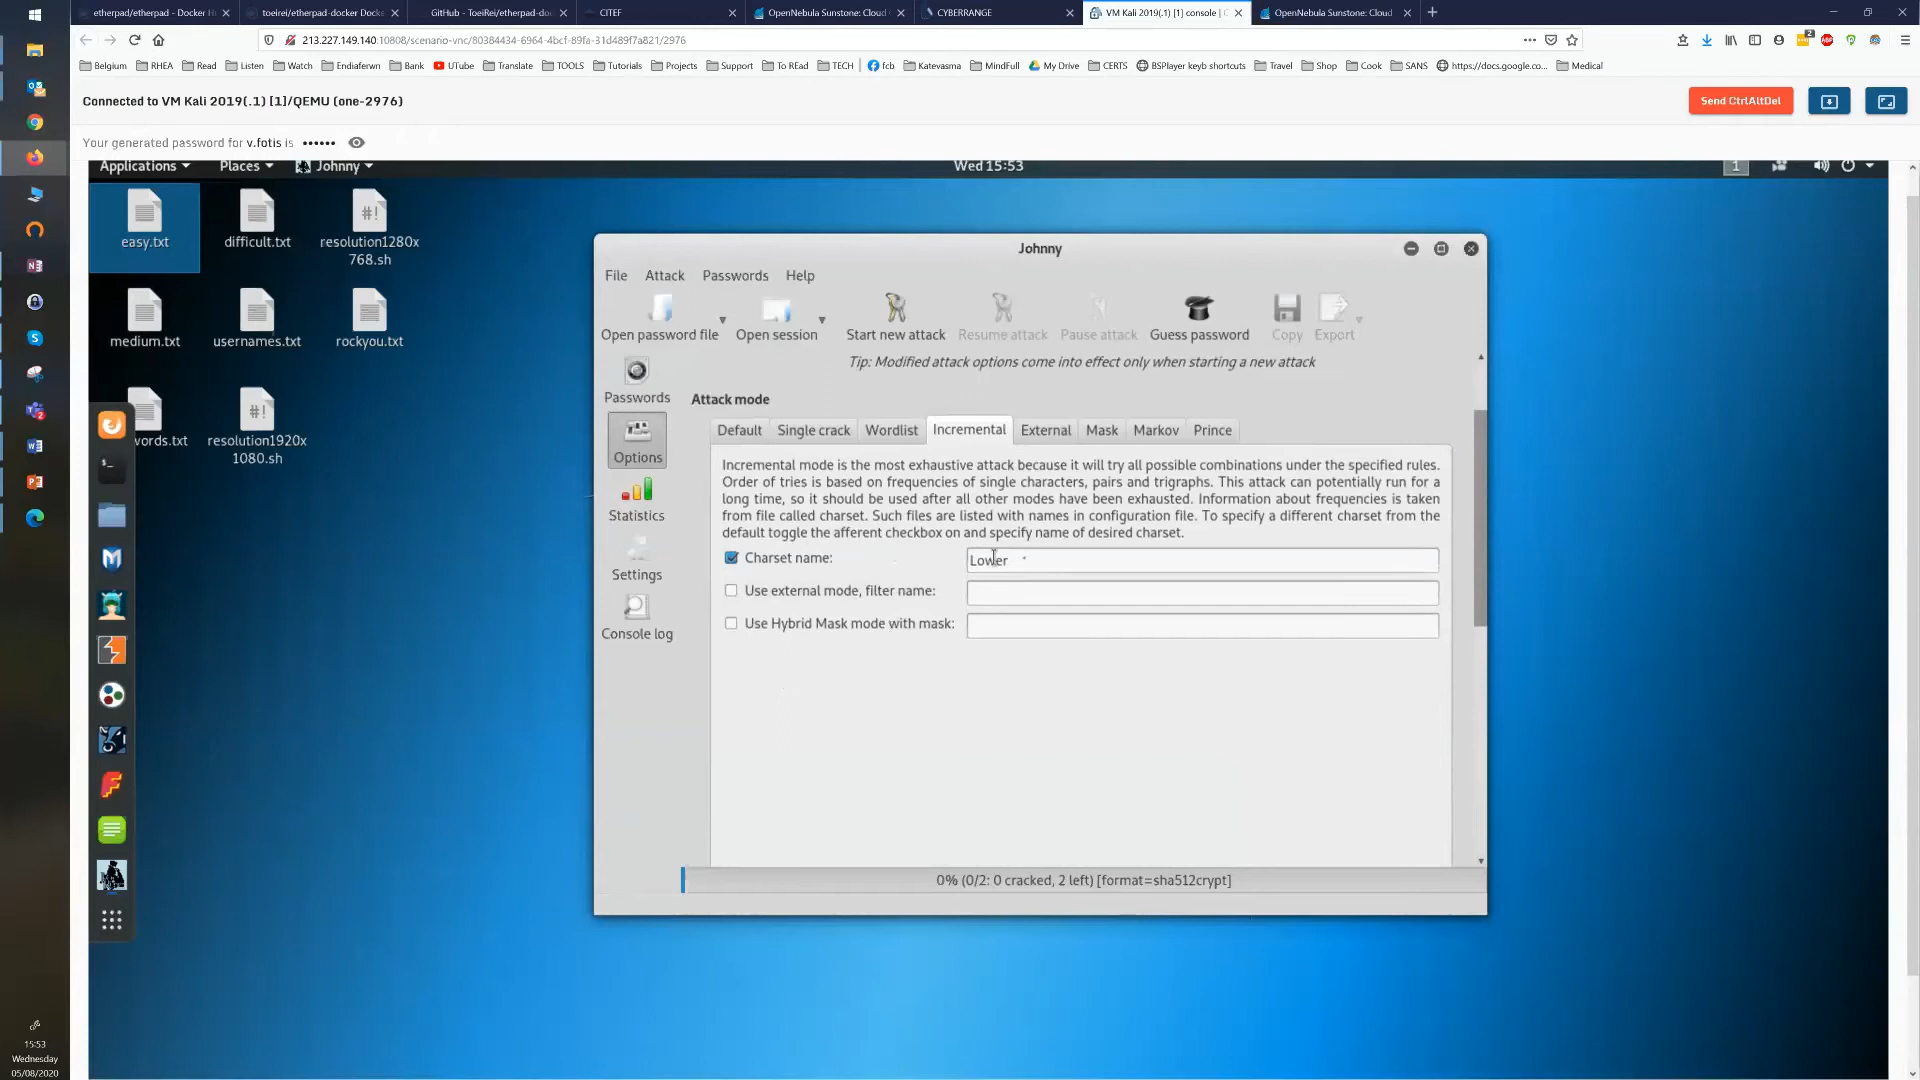 etherpad/etherpad - Docker H
toeirei/etherpad-docker Docke
GitHub - ToeiRei/etherpad-doc
CITEF
OpenNebula Sunstone: Cloud
CYBERRANGE
VM Kali 2019(.1) [1] console |
OpenNebula Sunstone: Cloud
213.227.149.140:10808/scenario-vnc/80384434-6964-4bcf-89fa-31d489f7a821/2976
2
Belgium
RHEA
Read
Listen
Watch
Endiaferwn
Bank
UTube
Translate
TOOLS
Tutorials
Projects
Support
To REad
TECH
fcb
Katevasma
MindFull
My Drive
CERTS
BSPlayer keyb shortcuts
Travel
Shop
Cook
SANS
https://docs.google.co...
Medical
Connected to VM Kali 2019(.1) [1]/QEMU (one-2976)
Send CtrlAltDel
Your generated password for v.fotis is ••••••
Applications
Places
Johnny
Wed 15:53
1
easy.txt
difficult.txt
resolution1280x
768.sh
medium.txt
usernames.txt
rockyou.txt
words.txt
resolution1920x
1080.sh
Johnny
File
Attack
Passwords
Help
Open password file
Open session
Start new attack
Resume attack
Pause attack
Guess password
Copy
Export
Tip: Modified attack options come into effect only when starting a new attack
Passwords
Options
Statistics
Settings
Console log
Attack mode
Default
Single crack
Wordlist
Incremental
External
Mask
Markov
Prince
Incremental mode is the most exhaustive attack because it will try all possible combinations under the specified rules.
Order of tries is based on frequencies of single characters, pairs and trigraphs. This attack can potentially run for a
long time, so it should be used after all other modes have been exhausted. Information about frequencies is taken
from file called charset. Such files are listed with names in configuration file. To specify a different charset from the
default toggle the afferent checkbox on and specify name of desired charset.
Charset name:
Lower
Use external mode, filter name:
Use Hybrid Mask mode with mask:
0% (0/2: 0 cracked, 2 left) [format=sha512crypt]
15:53
Wednesday
05/08/2020